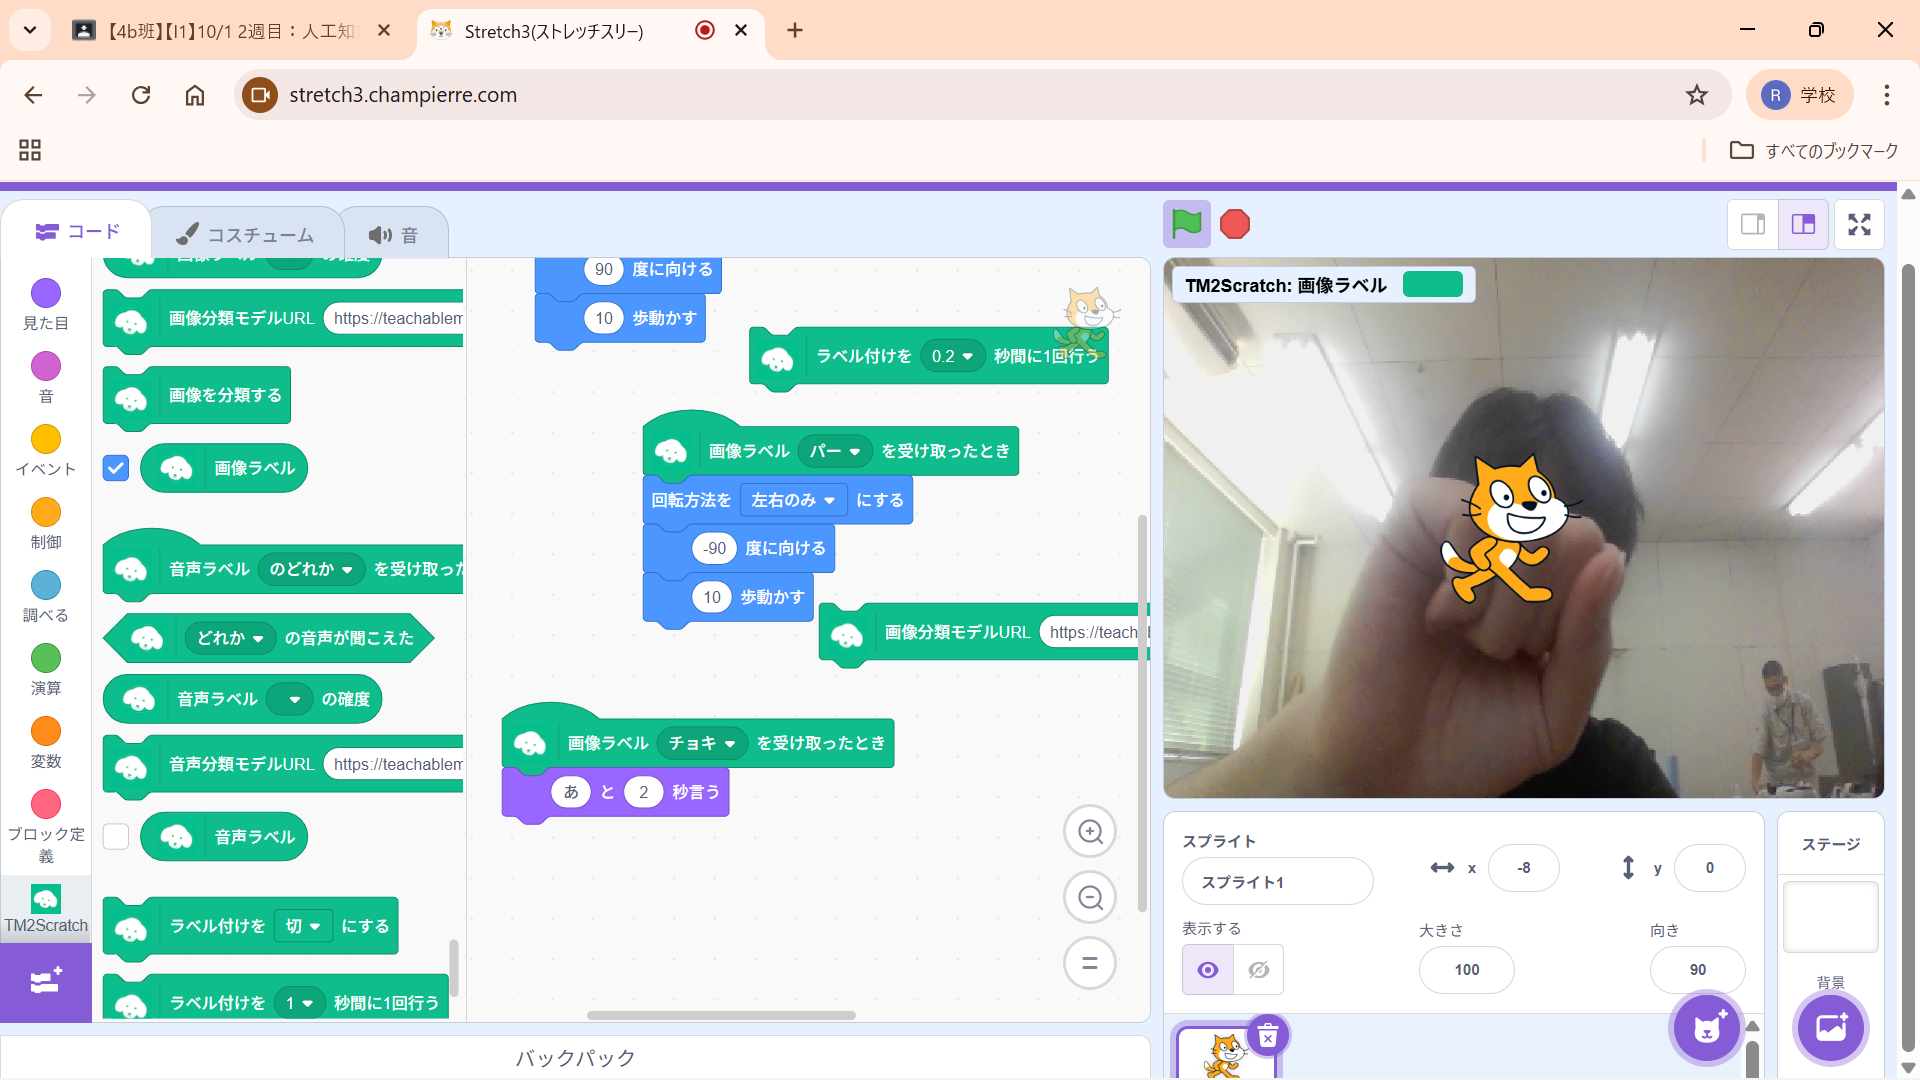 【4b班】【I1】10/1 2週目：人工知
Stretch3(ストレッチスリー)
stretch3.champierre.com
R 学校
すべてのブックマーク
コード
コスチューム
音
見た目
音
イベント
制御
調べる
演算
変数
ブロック定義
TM2Scratch
の確度
画像分類モデルURL https://teachablem
画像を分類する
画像ラベル
音声ラベル のどれか を受け取った
どれか の音声が聞こえた
音声ラベル の確度
音声分類モデルURL https://teachablem
音声ラベル
ラベル付けを 切 にする
ラベル付けを 1 秒間に1回行う
90 度に向ける
10 歩動かす
ラベル付けを 0.2 秒間に1回行う
画像ラベル パー を受け取ったとき
回転方法を 左右のみ にする
-90 度に向ける
10 歩動かす
画像分類モデルURL https://teach
画像ラベル チョキ を受け取ったとき
あ と 2 秒言う
バックパック
TM2Scratch: 画像ラベル
スプライト
スプライト1
x -8
y 0
表示する
大きさ
100
向き
90
ステージ
背景